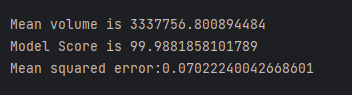 Mean volume is 3337756.800894484
Model Score is 99.9881858101789
Mean squared error:0.07022240042668601